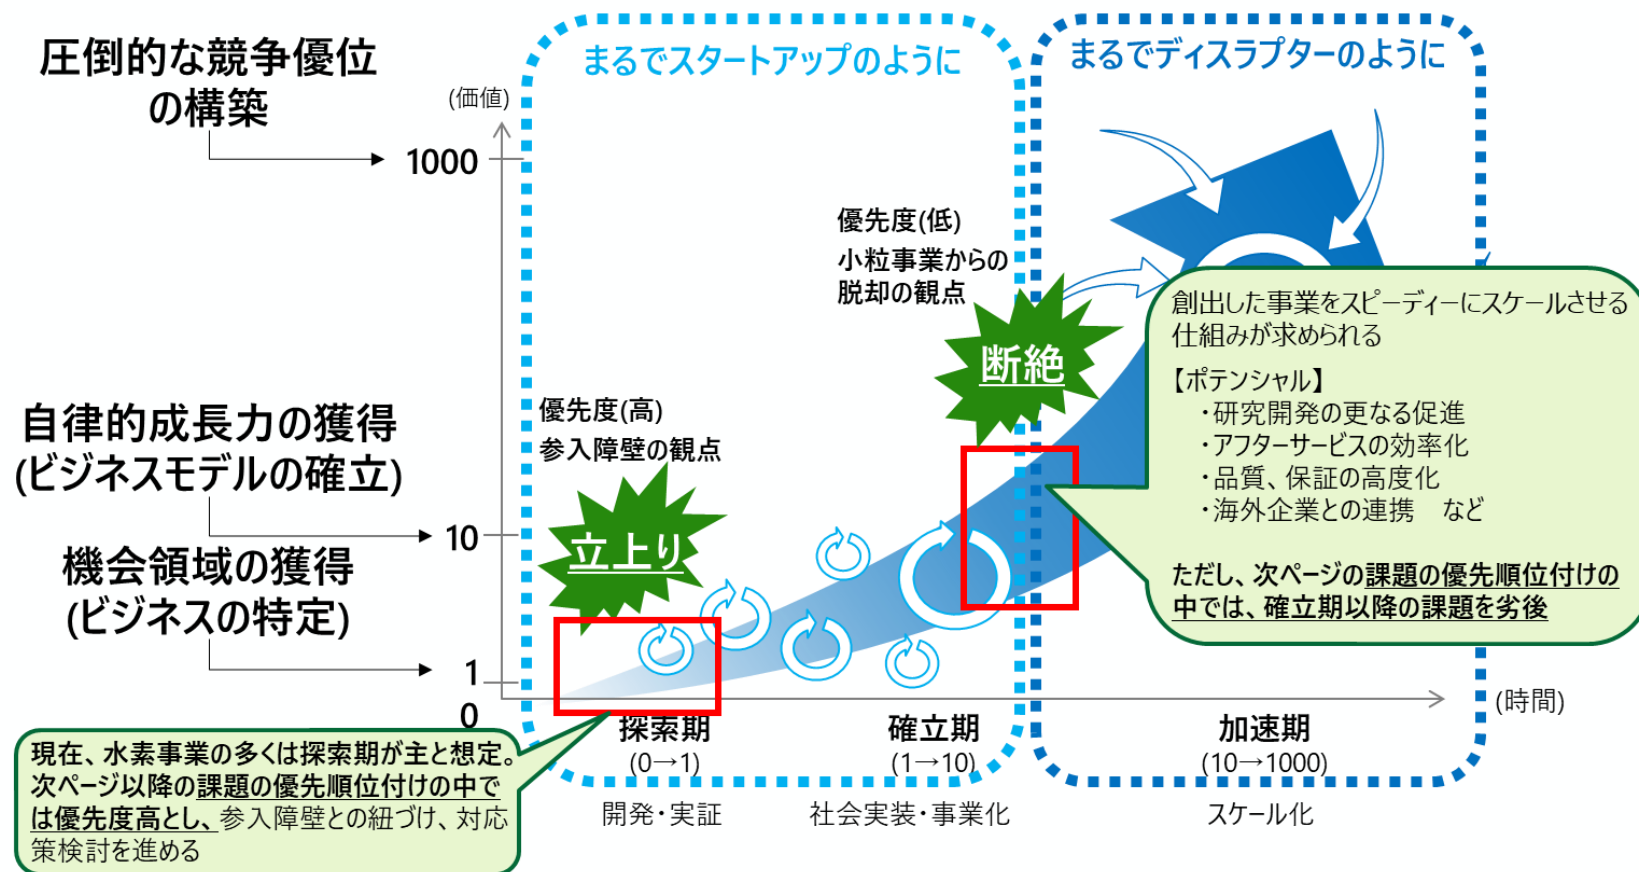 まるでスタートアップのように
まるでディスラプターのように
圧倒的な競争優位
の構築
(価値)
1000
優先度(低)
小粒事業からの
脱却の観点
断絶
創出した事業をスピーディーにスケールさせる
仕組みが求められる
【ポテンシャル】
・研究開発の更なる促進
・アフターサービスの効率化
・品質、保証の高度化
・海外企業との連携　など
ただし、次ページの課題の優先順位付けの
中では、確立期以降の課題を劣後
優先度(高)
参入障壁の観点
立上り
自律的成長力の獲得
(ビジネスモデルの確立)
10
機会領域の獲得
(ビジネスの特定)
1
0
(時間)
探索期
(0→1)
開発・実証
確立期
(1→10)
社会実装・事業化
加速期
(10→1000)
スケール化
現在、水素事業の多くは探索期が主と想定。
次ページ以降の課題の優先順位付けの中で
は優先度高とし、参入障壁との紐づけ、対応
策検討を進める